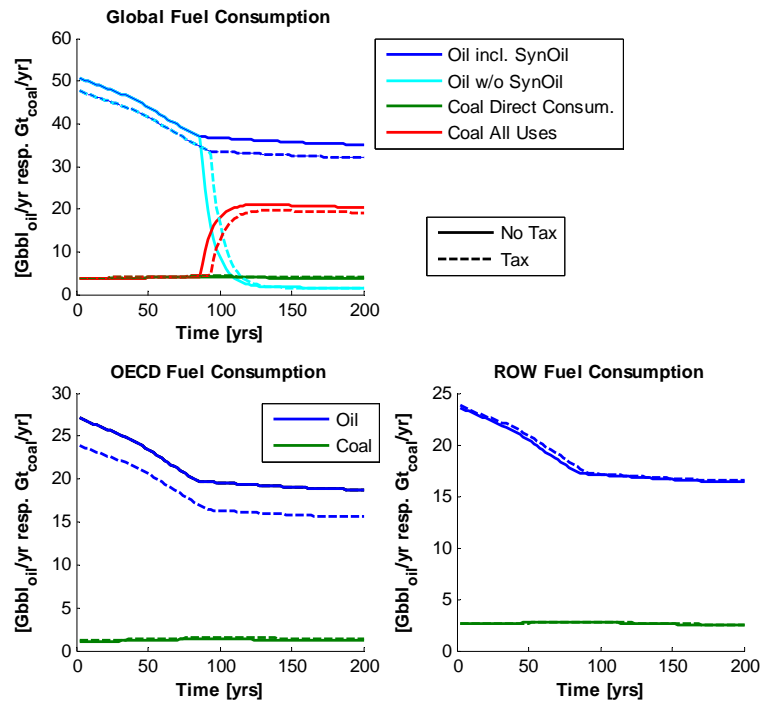 Global Fuel Consumption
[Gbbl_oil/yr resp. Gt_coal/yr]
60
50
40
30
20
10
0
0 50 100 150 200
Time [yrs]
Oil incl. SynOil
Oil w/o SynOil
Coal Direct Consum.
Coal All Uses
No Tax
Tax
OECD Fuel Consumption
[Gbbl_oil/yr resp. Gt_coal/yr]
30
25
20
15
10
5
0
0 50 100 150 200
Time [yrs]
Oil
Coal
ROW Fuel Consumption
[Gbbl_oil/yr resp. Gt_coal/yr]
25
20
15
10
5
0
0 50 100 150 200
Time [yrs]